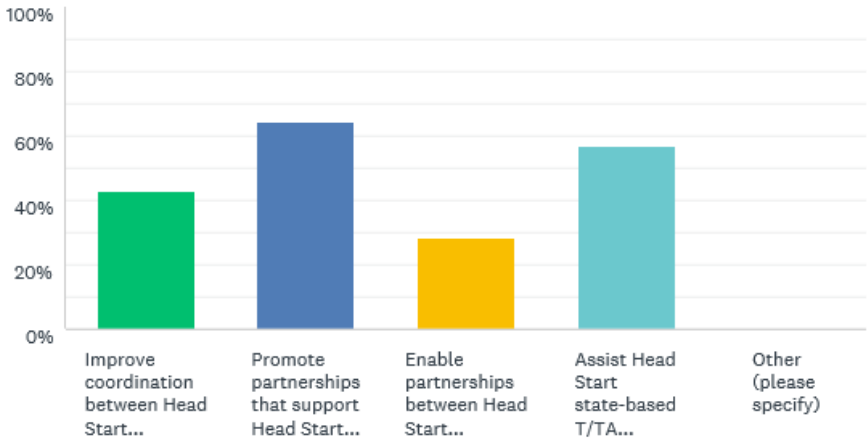 100%
80%
60%
40%
20%
0%
Improve
coordination
between Head
Start...
Promote
partnerships
that support
Head Start...
Enable
partnerships
between Head
Start...
Assist Head
Start
state-based
T/TA...
Other
(please
specify)